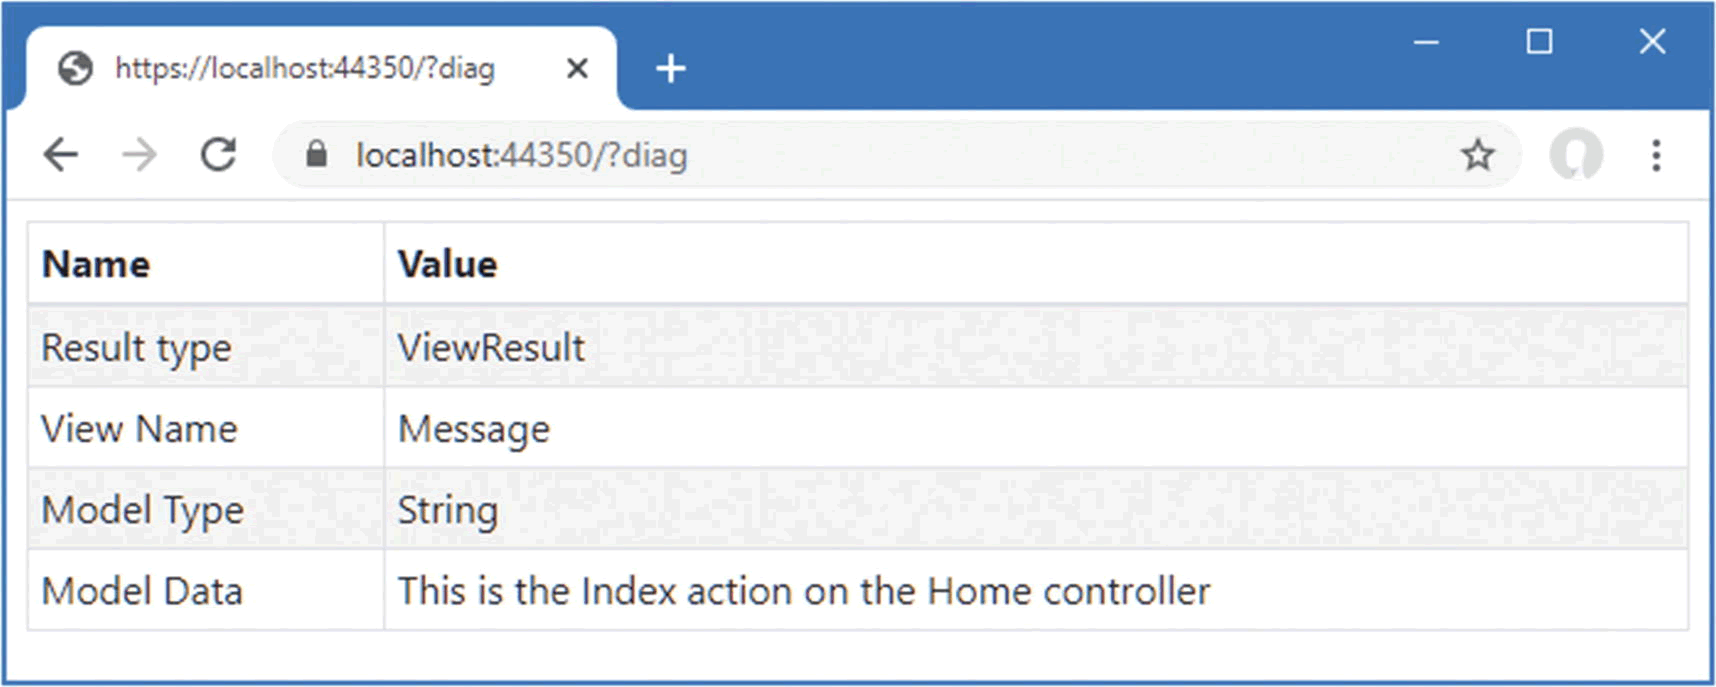 https://localhost:44350/?diag
localhost:44350/?diag
Name Value
Result type ViewResult
View Name Message
Model Type String
Model Data This is the Index action on the Home controller